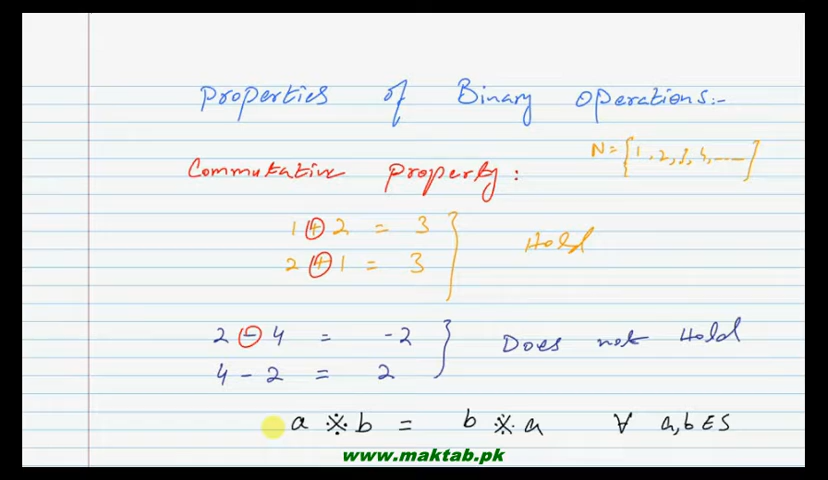 Properties of Binary Operations:-
N = {1, 2, 3, 4, ---}
Commutative Property:
1 + 2 = 3
2 + 1 = 3
Hold
2 - 4 = -2
4 - 2 = 2
Does not Hold
a ※ b = b ※ a ∀ a,b ∈ S
www.maktab.pk